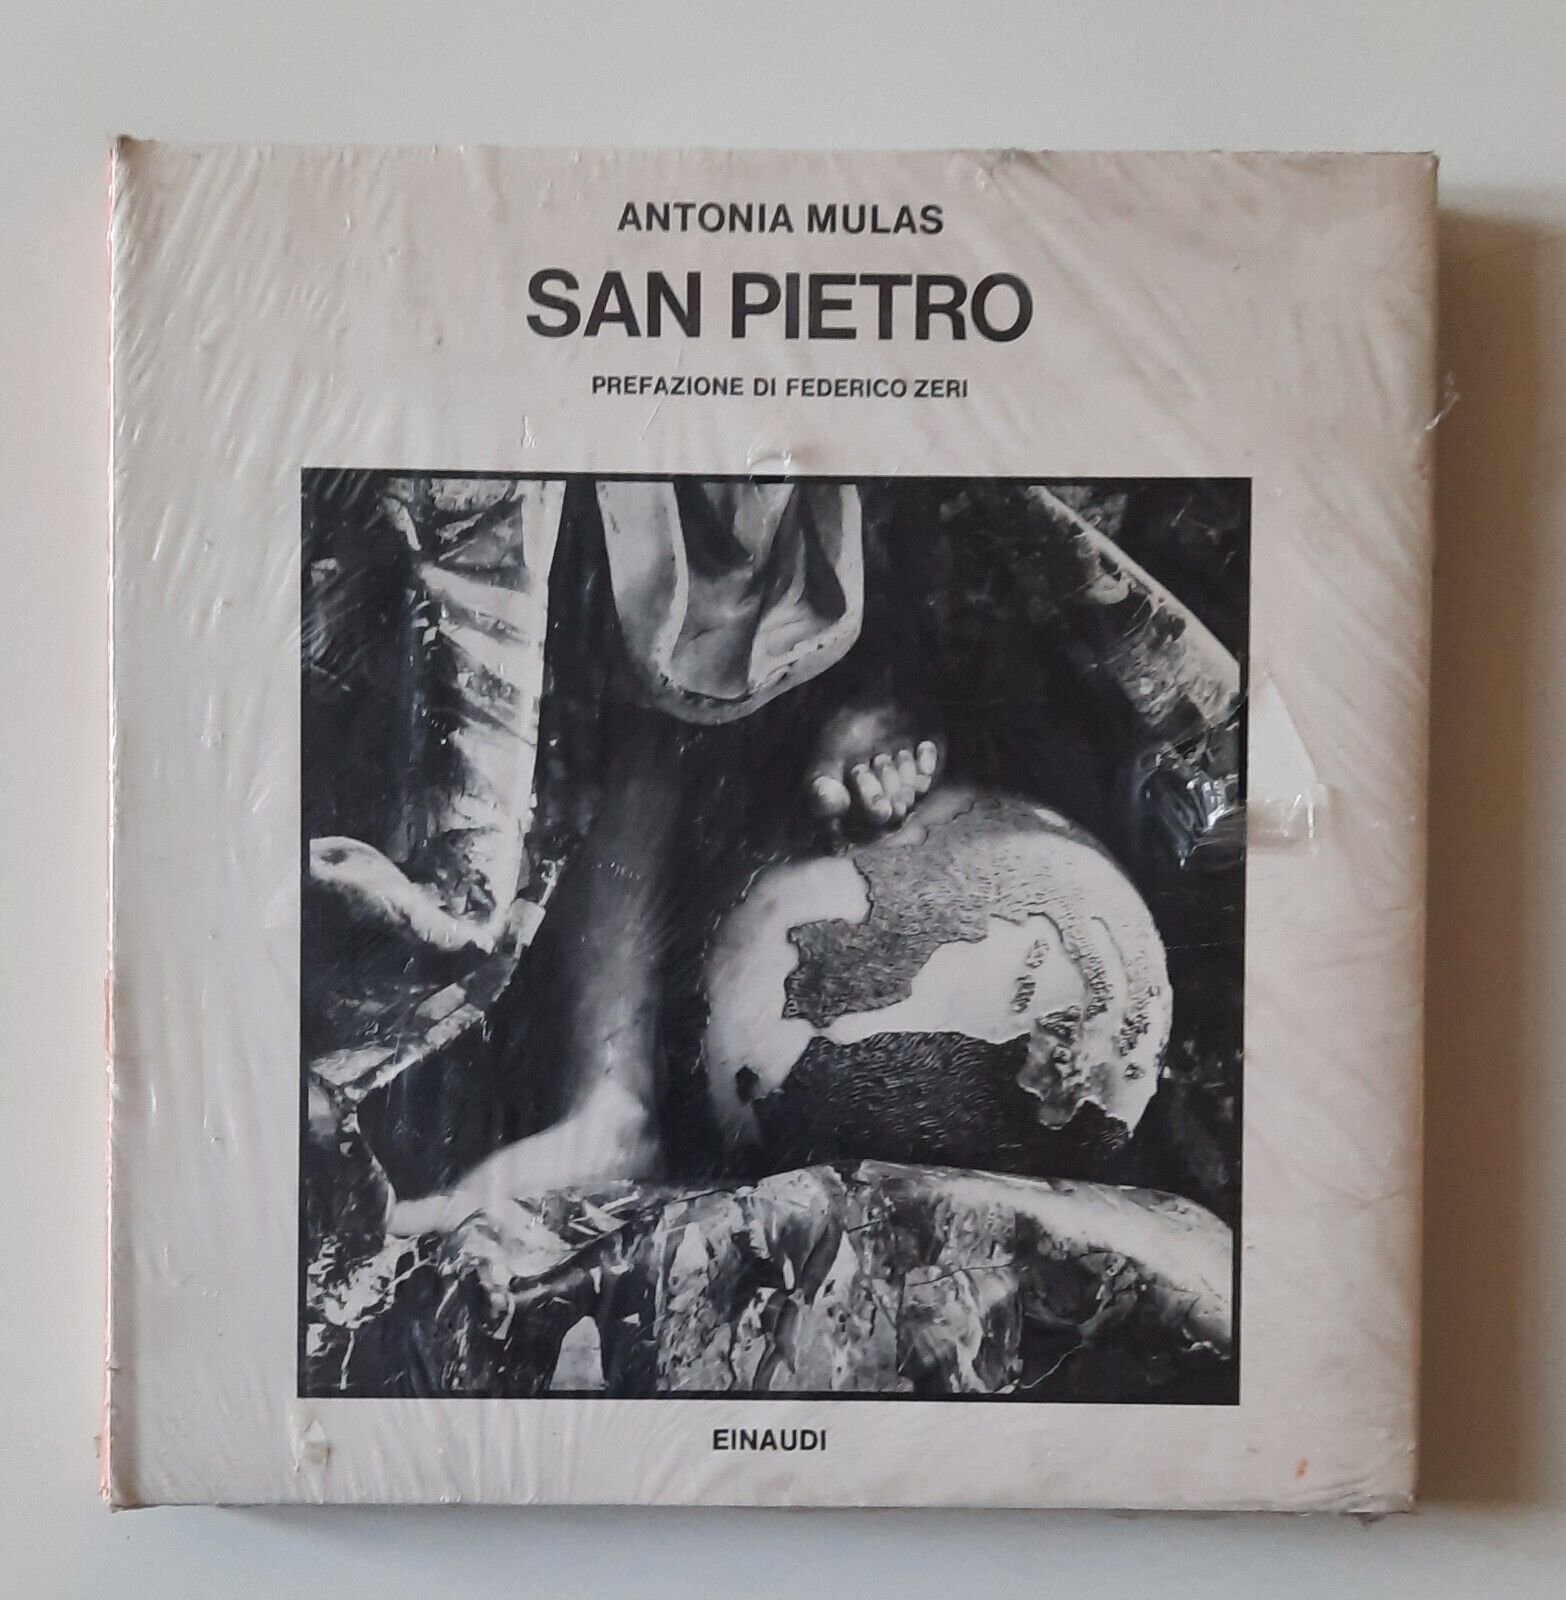 ANTONIA MULAS
SAN PIETRO
PREFAZIONE DI FEDERICO ZERI
EINAUDI